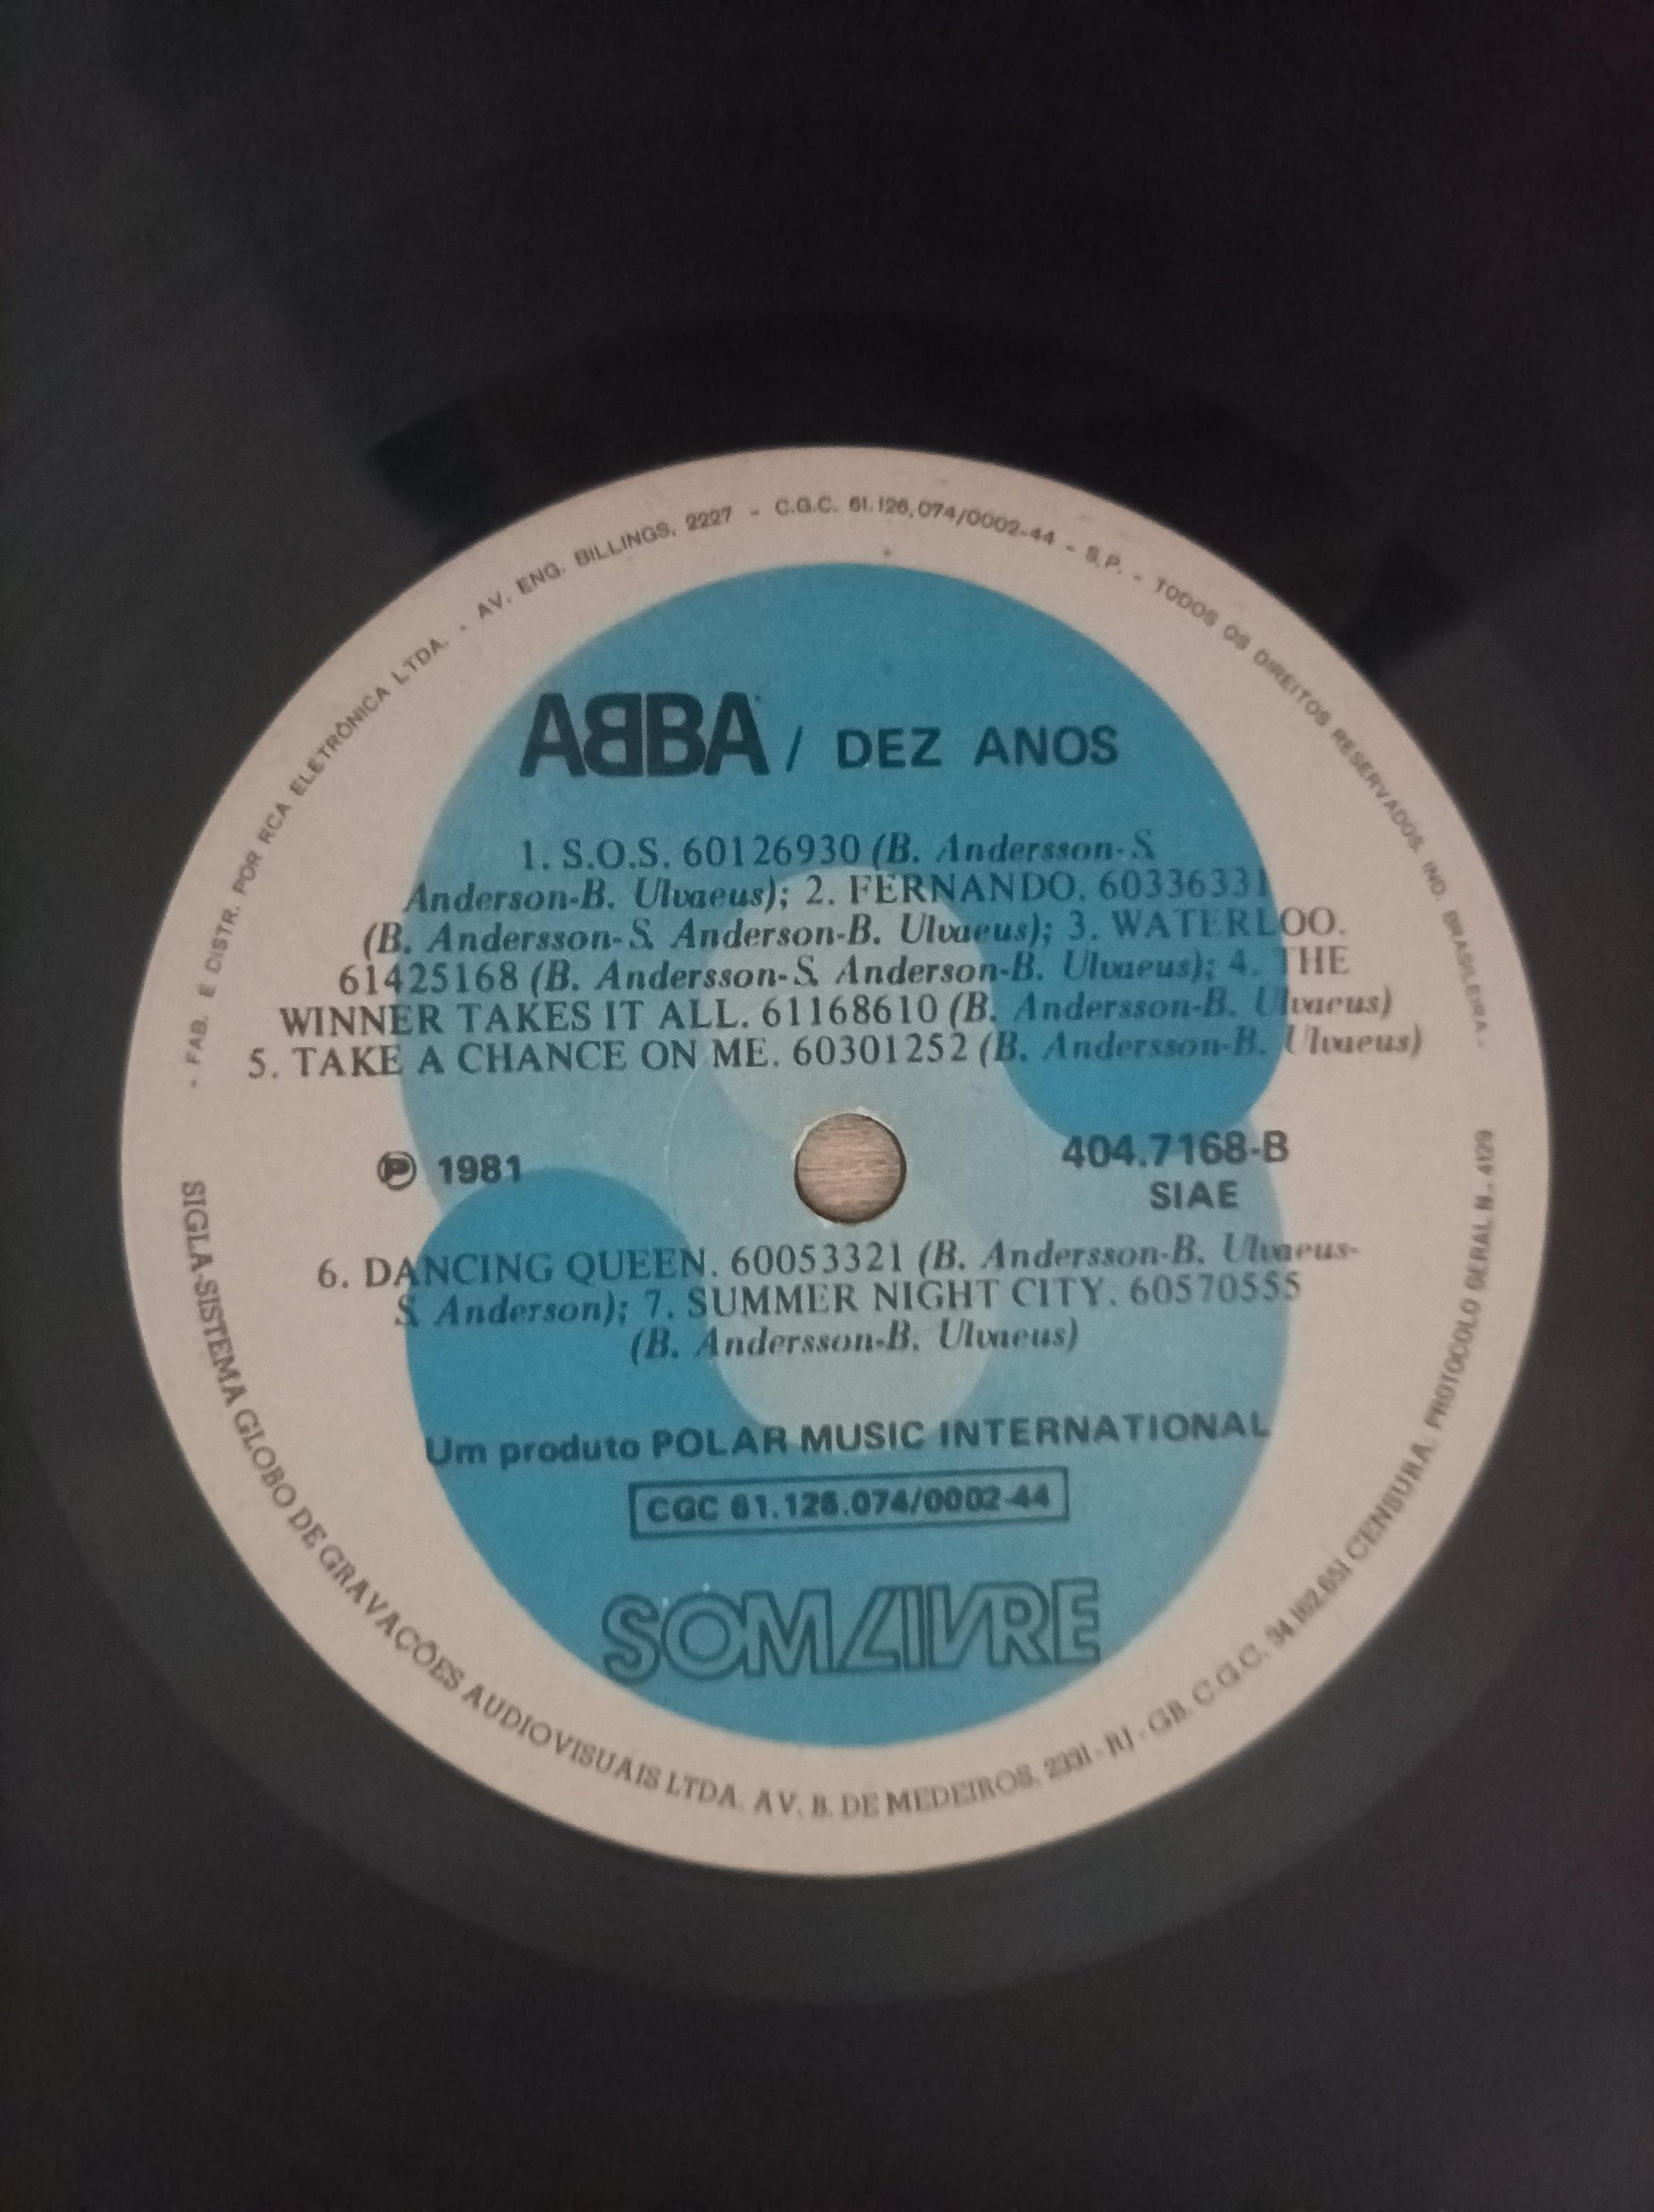 - FAB. E DISTR. POR RCA ELETRÔNICA LTDA. - AV. ENG. BILLINGS, 2227 - C.G.C. 61.126.074/0002-44 - S.P. - TODOS OS DIREITOS RESERVADOS. IND. BRASILEIRA -
ABBA / DEZ ANOS
1. S.O.S. 60126930 (B. Andersson-S.
Anderson-B. Ulvaeus); 2. FERNANDO. 60336331
(B. Andersson-S. Anderson-B. Ulvaeus); 3. WATERLOO.
61425168 (B. Andersson-S. Anderson-B. Ulvaeus); 4. THE
WINNER TAKES IT ALL. 61168610 (B. Andersson-B. Ulvaeus)
5. TAKE A CHANCE ON ME. 60301252 (B. Andersson-B. Ulvaeus)
℗ 1981
404.7168-B
SIAE
6. DANCING QUEEN. 60053321 (B. Andersson-B. Ulvaeus-
S. Anderson); 7. SUMMER NIGHT CITY. 60570555
(B. Andersson-B. Ulvaeus)
Um produto POLAR MUSIC INTERNATIONAL
CGC 61.126.074/0002-44
SOM LIVRE
SIGLA-SISTEMA GLOBO DE GRAVAÇÕES AUDIOVISUAIS LTDA. AV. B. DE MEDEIROS, 2331 - RJ - GB. C.G.C. 34.162.651 CENSURA: PROTOCOLO GERAL N.. 4129